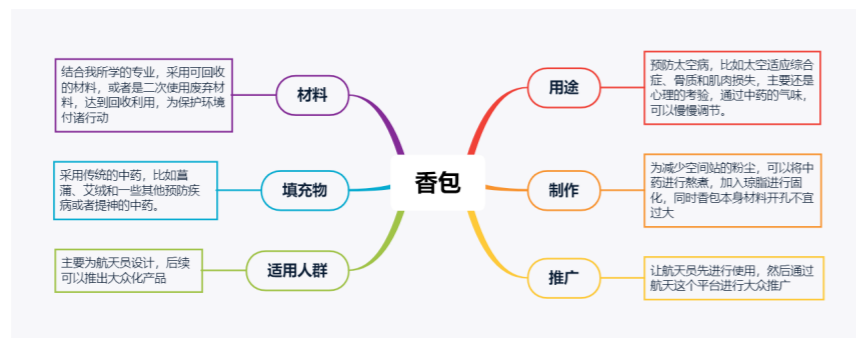 香包
材料
结合我所学的专业，采用可回收
的材料，或者是二次使用废弃材
料，达到回收利用，为保护环境
付诸行动
填充物
采用传统的中药，比如菖
蒲、艾绒和一些其他预防疾
病或者提神的中药。
适用人群
主要为航天员设计，后续
可以推出大众化产品
用途
预防太空病，比如太空适应综合
症、骨质和肌肉损失，主要还是
心理的考验，通过中药的气味，
可以慢慢调节。
制作
为减少空间站的粉尘，可以将中
药进行熬煮，加入琼脂进行固
化，同时香包本身材料开孔不宜
过大
推广
让航天员先进行使用，然后通过
航天这个平台进行大众推广